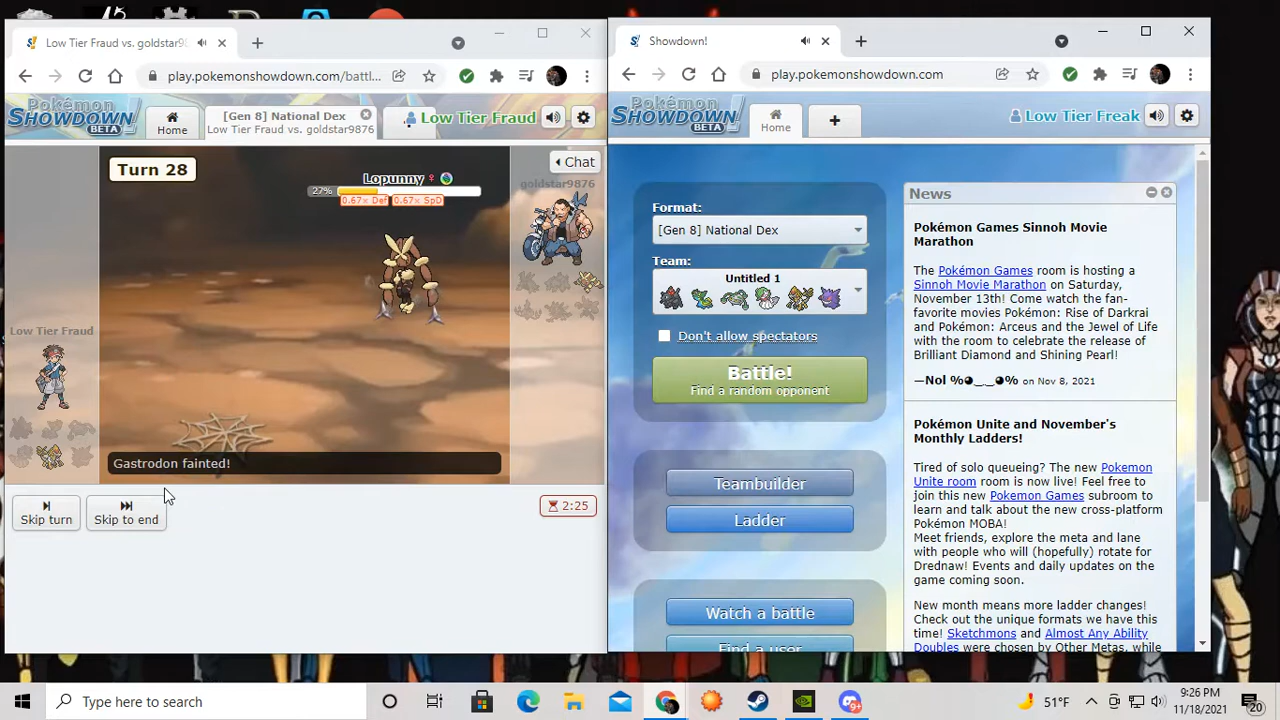 Low Tier Fraud vs. goldstar98
play.pokemonshowdown.com/battl...
Pokémon
SHOWDOWN
BETA
Home
[Gen 8] National Dex
Low Tier Fraud vs. goldstar9876
Low Tier Fraud
Turn 28
Chat
Lopunny ♀
27%
0.67× Def 0.67× SpD
goldstar9876
Low Tier Fraud
Gastrodon fainted!
Skip turn
Skip to end
2:25
Showdown!
play.pokemonshowdown.com
Pokémon
SHOWDOWN
BETA
Home
Low Tier Freak
Format:
[Gen 8] National Dex
Team:
Untitled 1
Don't allow spectators
Battle!
Find a random opponent
Teambuilder
Ladder
Watch a battle
Find a user
News
Pokémon Games Sinnoh Movie
Marathon
The Pokémon Games room is hosting a
Sinnoh Movie Marathon on Saturday,
November 13th! Come watch the fan-
favorite movies Pokémon: Rise of Darkrai
and Pokémon: Arceus and the Jewel of Life
with the room to celebrate the release of
Brilliant Diamond and Shining Pearl!
—Nol %◕‿‿◕% on Nov 8, 2021
Pokémon Unite and November's
Monthly Ladders!
Tired of solo queueing? The new Pokemon
Unite room room is now live! Feel free to
join this new Pokemon Games subroom to
learn and talk about the new cross-platform
Pokémon MOBA!
Meet friends, explore the meta and lane
with people who will (hopefully) rotate for
Drednaw! Events and daily updates on the
game coming soon.
New month means more ladder changes!
Check out the unique formats we have this
time! Sketchmons and Almost Any Ability
Doubles were chosen by Other Metas, while
Type here to search
9+
51°F
9:26 PM
11/18/2021
20